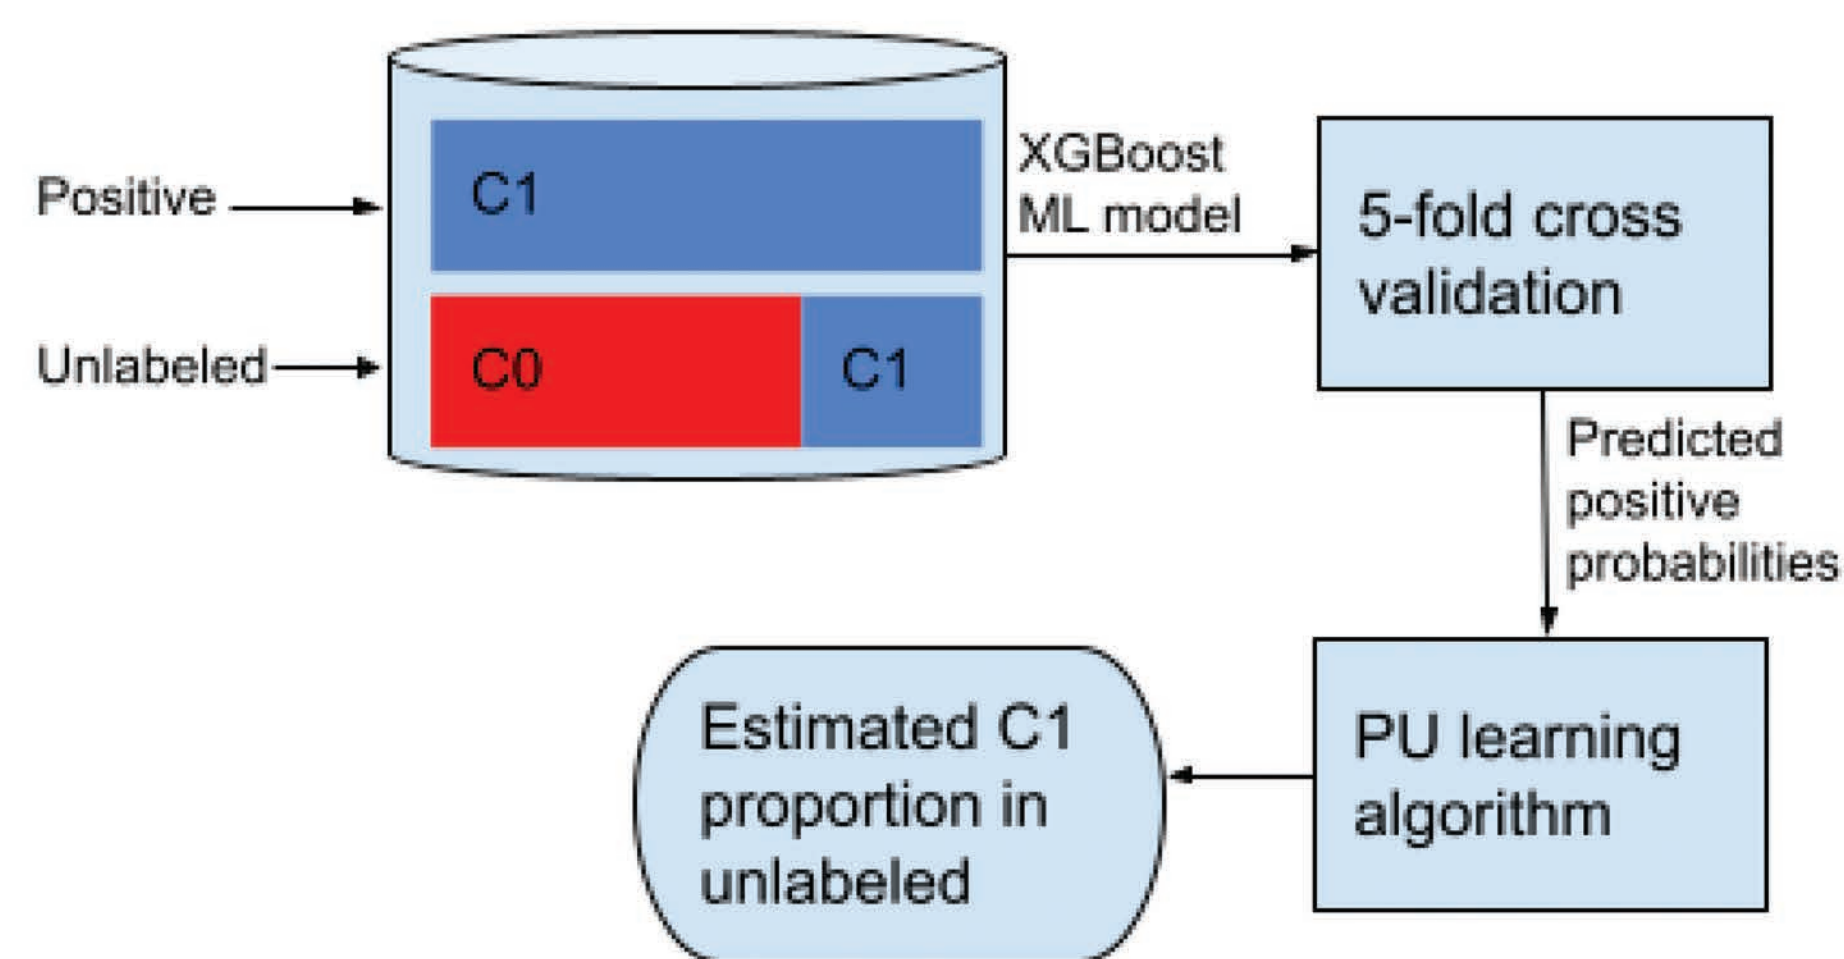 Positive
C1
Unlabeled
C0
C1
XGBoost
ML model
5-fold cross
validation
Predicted
positive
probabilities
PU learning
algorithm
Estimated C1
proportion in
unlabeled